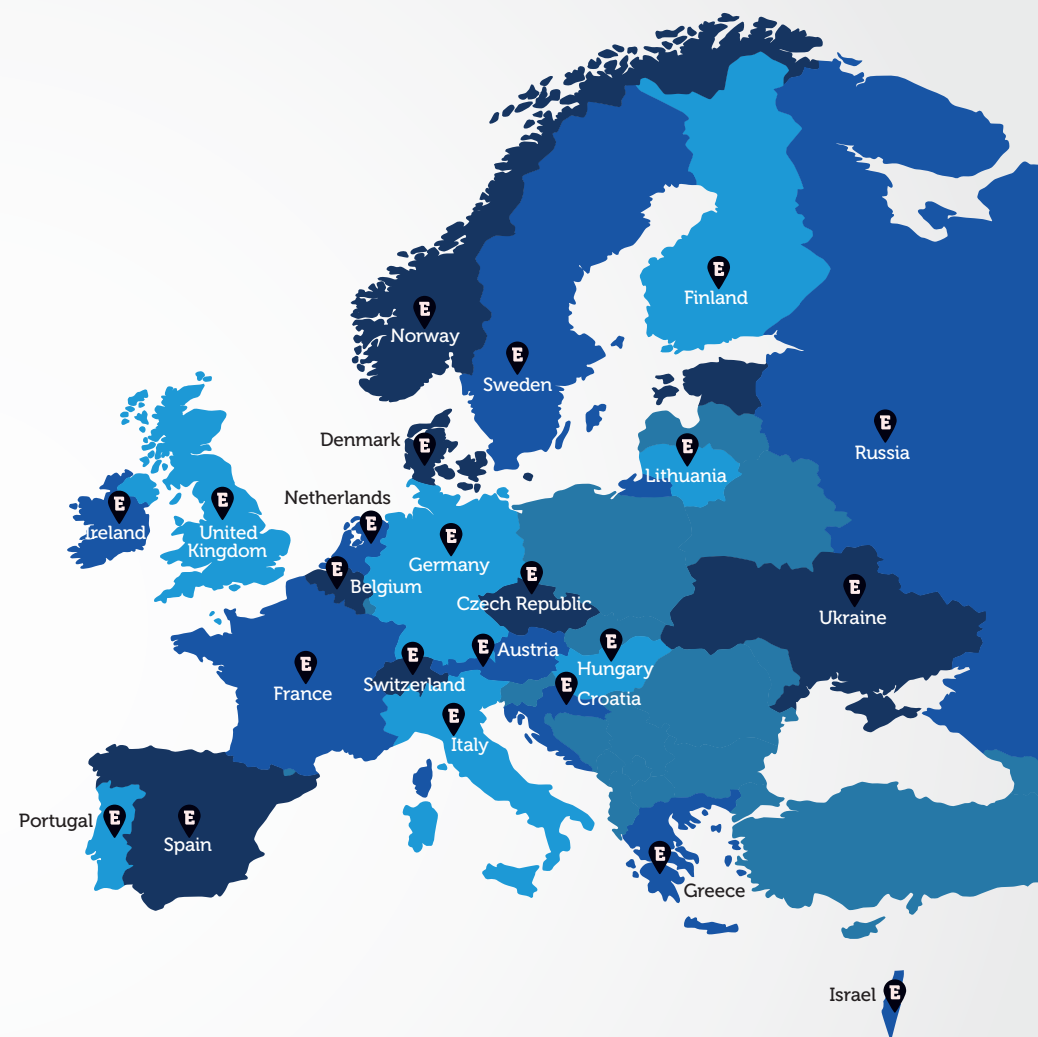 E
Finland
E
Norway
E
Sweden
E
Russia
Denmark E
E
Lithuania
Netherlands
E
E
Ireland
E
United
Kingdom
E
Germany
E
Belgium
E
Czech Republic
E
Ukraine
E
Austria
E
Hungary
E
France
E
Switzerland
E
Croatia
E
Italy
Portugal E
E
Spain
E
Greece
Israel E